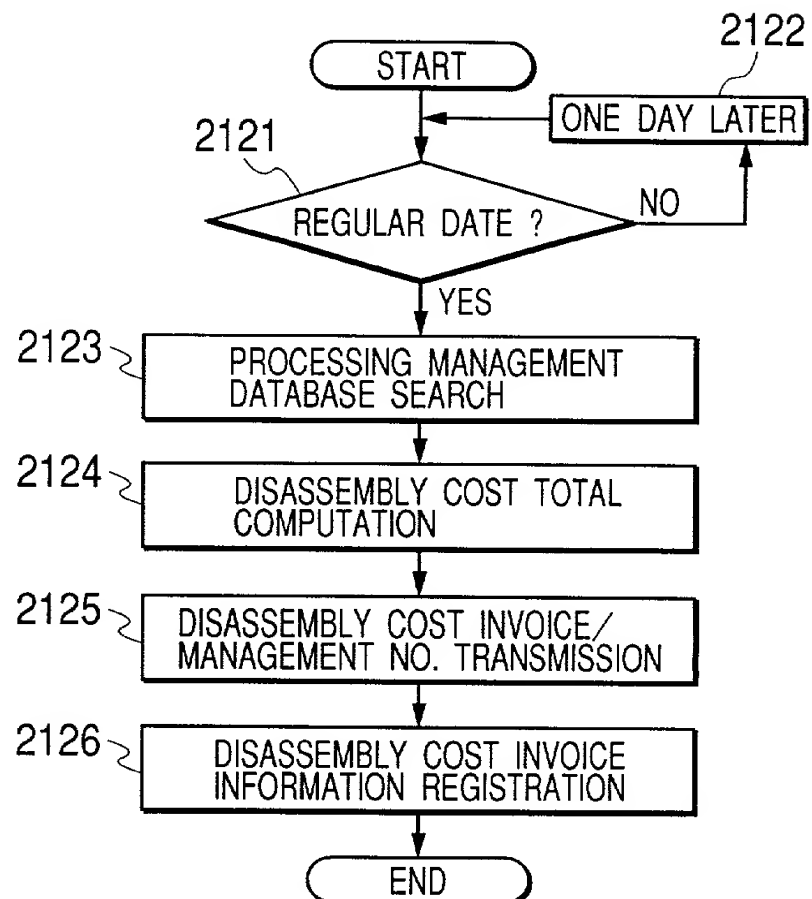 START
2122
ONE DAY LATER
2121
REGULAR DATE ?
NO
YES
2123
PROCESSING MANAGEMENT
DATABASE SEARCH
2124
DISASSEMBLY COST TOTAL
COMPUTATION
2125
DISASSEMBLY COST INVOICE/
MANAGEMENT NO. TRANSMISSION
2126
DISASSEMBLY COST INVOICE
INFORMATION REGISTRATION
END